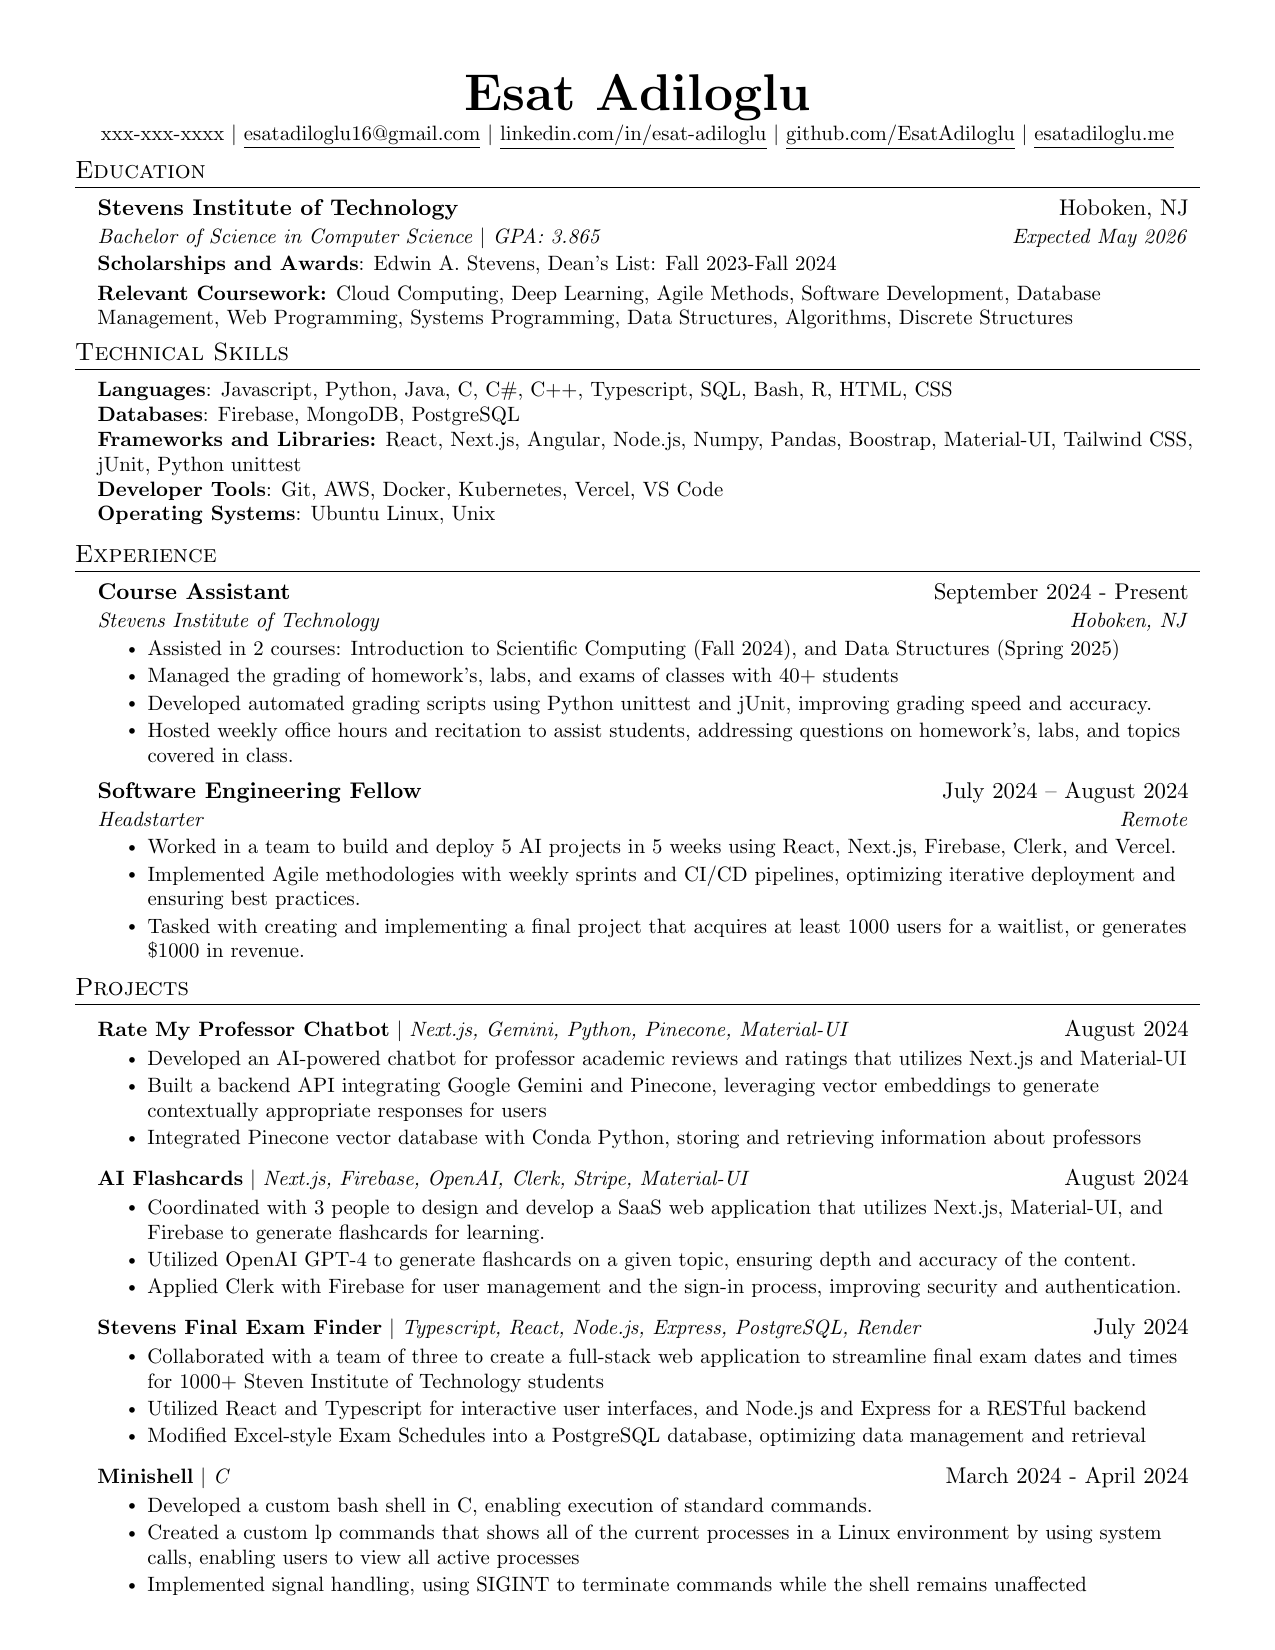 Esat Adiloglu
xxx-xxx-xxxx | esatadiloglu16@gmail.com | linkedin.com/in/esat-adiloglu | github.com/EsatAdiloglu | esatadiloglu.me
Education
Stevens Institute of Technology Hoboken, NJ
Bachelor of Science in Computer Science | GPA: 3.865 Expected May 2026
Scholarships and Awards: Edwin A. Stevens, Dean's List: Fall 2023-Fall 2024
Relevant Coursework: Cloud Computing, Deep Learning, Agile Methods, Software Development, Database
Management, Web Programming, Systems Programming, Data Structures, Algorithms, Discrete Structures
Technical Skills
Languages: Javascript, Python, Java, C, C#, C++, Typescript, SQL, Bash, R, HTML, CSS
Databases: Firebase, MongoDB, PostgreSQL
Frameworks and Libraries: React, Next.js, Angular, Node.js, Numpy, Pandas, Boostrap, Material-UI, Tailwind CSS,
jUnit, Python unittest
Developer Tools: Git, AWS, Docker, Kubernetes, Vercel, VS Code
Operating Systems: Ubuntu Linux, Unix
Experience
Course Assistant September 2024 - Present
Stevens Institute of Technology Hoboken, NJ
• Assisted in 2 courses: Introduction to Scientific Computing (Fall 2024), and Data Structures (Spring 2025)
• Managed the grading of homework's, labs, and exams of classes with 40+ students
• Developed automated grading scripts using Python unittest and jUnit, improving grading speed and accuracy.
• Hosted weekly office hours and recitation to assist students, addressing questions on homework's, labs, and topics
covered in class.
Software Engineering Fellow July 2024 – August 2024
Headstarter Remote
• Worked in a team to build and deploy 5 AI projects in 5 weeks using React, Next.js, Firebase, Clerk, and Vercel.
• Implemented Agile methodologies with weekly sprints and CI/CD pipelines, optimizing iterative deployment and
ensuring best practices.
• Tasked with creating and implementing a final project that acquires at least 1000 users for a waitlist, or generates
$1000 in revenue.
Projects
Rate My Professor Chatbot | Next.js, Gemini, Python, Pinecone, Material-UI August 2024
• Developed an AI-powered chatbot for professor academic reviews and ratings that utilizes Next.js and Material-UI
• Built a backend API integrating Google Gemini and Pinecone, leveraging vector embeddings to generate
contextually appropriate responses for users
• Integrated Pinecone vector database with Conda Python, storing and retrieving information about professors
AI Flashcards | Next.js, Firebase, OpenAI, Clerk, Stripe, Material-UI August 2024
• Coordinated with 3 people to design and develop a SaaS web application that utilizes Next.js, Material-UI, and
Firebase to generate flashcards for learning.
• Utilized OpenAI GPT-4 to generate flashcards on a given topic, ensuring depth and accuracy of the content.
• Applied Clerk with Firebase for user management and the sign-in process, improving security and authentication.
Stevens Final Exam Finder | Typescript, React, Node.js, Express, PostgreSQL, Render July 2024
• Collaborated with a team of three to create a full-stack web application to streamline final exam dates and times
for 1000+ Steven Institute of Technology students
• Utilized React and Typescript for interactive user interfaces, and Node.js and Express for a RESTful backend
• Modified Excel-style Exam Schedules into a PostgreSQL database, optimizing data management and retrieval
Minishell | C March 2024 - April 2024
• Developed a custom bash shell in C, enabling execution of standard commands.
• Created a custom lp commands that shows all of the current processes in a Linux environment by using system
calls, enabling users to view all active processes
• Implemented signal handling, using SIGINT to terminate commands while the shell remains unaffected